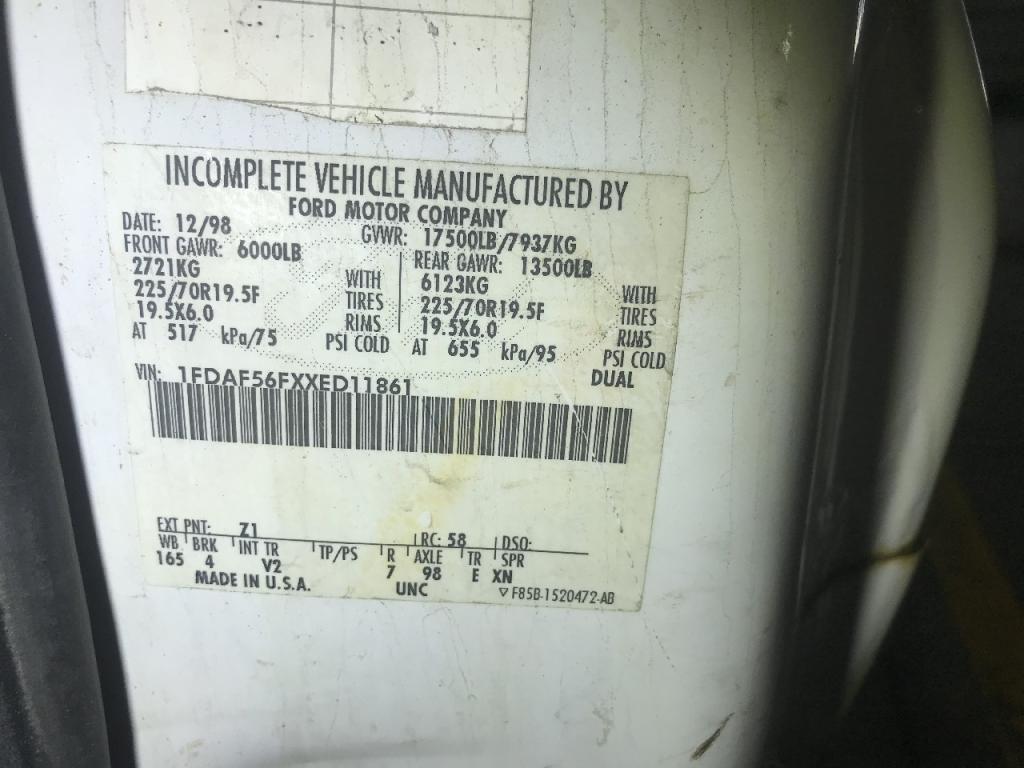 INCOMPLETE VEHICLE MANUFACTURED BY
FORD MOTOR COMPANY
DATE: 12/98 GVWR: 17500LB/7937KG
FRONT GAWR: 6000LB REAR GAWR: 13500LB
2721KG WITH 6123KG WITH
225/70R19.5F TIRES 225/70R19.5F TIRES
19.5X6.0 RIMS 19.5X6.0 RIMS
AT 517 kPa/75 PSI COLD AT 655 kPa/95 PSI COLD
DUAL
VIN: 1FDAF56FXXED11861
EXT PNT: Z1 RC: 58 DSO:
WB BRK INT TR TP/PS R AXLE TR SPR
165 4 V2 7 98 E XN
MADE IN U.S.A. UNC ▽ F85B-1520472-AB